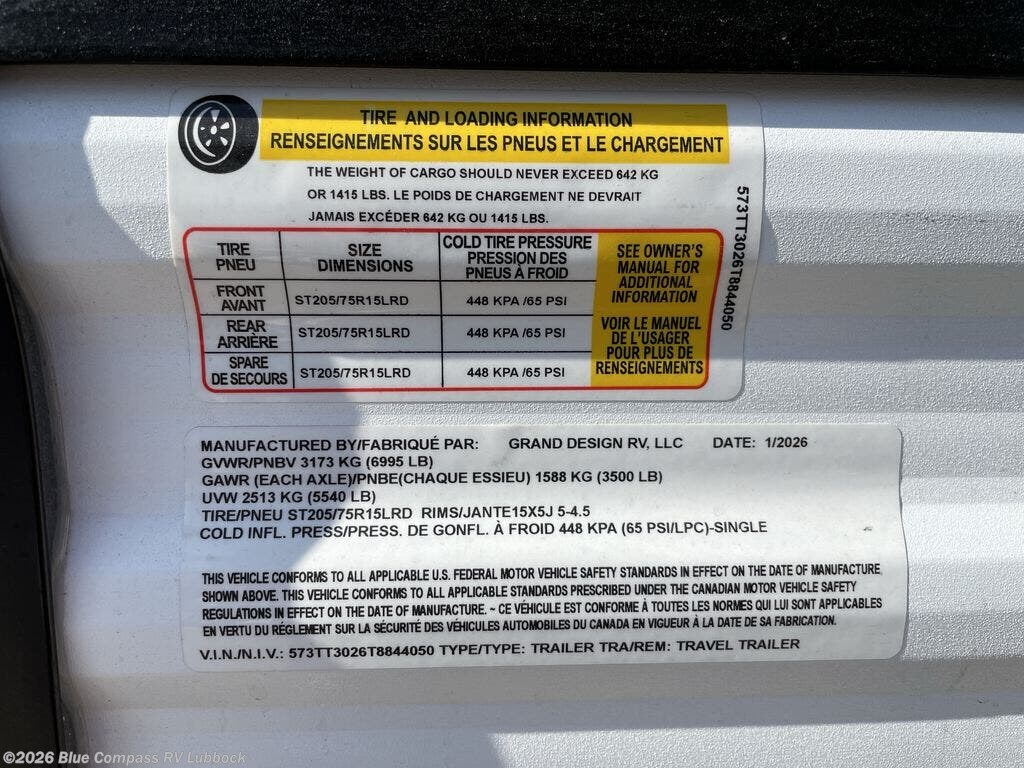 TIRE AND LOADING INFORMATION
RENSEIGNEMENTS SUR LES PNEUS ET LE CHARGEMENT
THE WEIGHT OF CARGO SHOULD NEVER EXCEED 642 KG
OR 1415 LBS. LE POIDS DE CHARGEMENT NE DEVRAIT
JAMAIS EXCÉDER 642 KG OU 1415 LBS.
TIRE
PNEU
SIZE
DIMENSIONS
COLD TIRE PRESSURE
PRESSION DES
PNEUS À FROID
FRONT
AVANT
ST205/75R15LRD
448 KPA /65 PSI
REAR
ARRIÈRE
ST205/75R15LRD
448 KPA /65 PSI
SPARE
DE SECOURS
ST205/75R15LRD
448 KPA /65 PSI
SEE OWNER'S
MANUAL FOR
ADDITIONAL
INFORMATION
VOIR LE MANUEL
DE L'USAGER
POUR PLUS DE
RENSEIGNEMENTS
573TT3026T8844050
MANUFACTURED BY/FABRIQUÉ PAR: GRAND DESIGN RV, LLC DATE: 1/2026
GVWR/PNBV 3173 KG (6995 LB)
GAWR (EACH AXLE)/PNBE(CHAQUE ESSIEU) 1588 KG (3500 LB)
UVW 2513 KG (5540 LB)
TIRE/PNEU ST205/75R15LRD RIMS/JANTE15X5J 5-4.5
COLD INFL. PRESS/PRESS. DE GONFL. À FROID 448 KPA (65 PSI/LPC)-SINGLE
THIS VEHICLE CONFORMS TO ALL APPLICABLE U.S. FEDERAL MOTOR VEHICLE SAFETY STANDARDS IN EFFECT ON THE DATE OF MANUFACTURE
SHOWN ABOVE. THIS VEHICLE CONFORMS TO ALL APPLICABLE STANDARDS PRESCRIBED UNDER THE CANADIAN MOTOR VEHICLE SAFETY
REGULATIONS IN EFFECT ON THE DATE OF MANUFACTURE. ~ CE VÉHICULE EST CONFORME À TOUTES LES NORMES QUI LUI SONT APPLICABLES
EN VERTU DU RÉGLEMENT SUR LA SÉCURITÉ DES VÉHICULES AUTOMOBILES DU CANADA EN VIGUEUR À LA DATE DE SA FABRICATION.
V.I.N./N.I.V.: 573TT3026T8844050 TYPE/TYPE: TRAILER TRA/REM: TRAVEL TRAILER
©2026 Blue Compass RV Lubbock